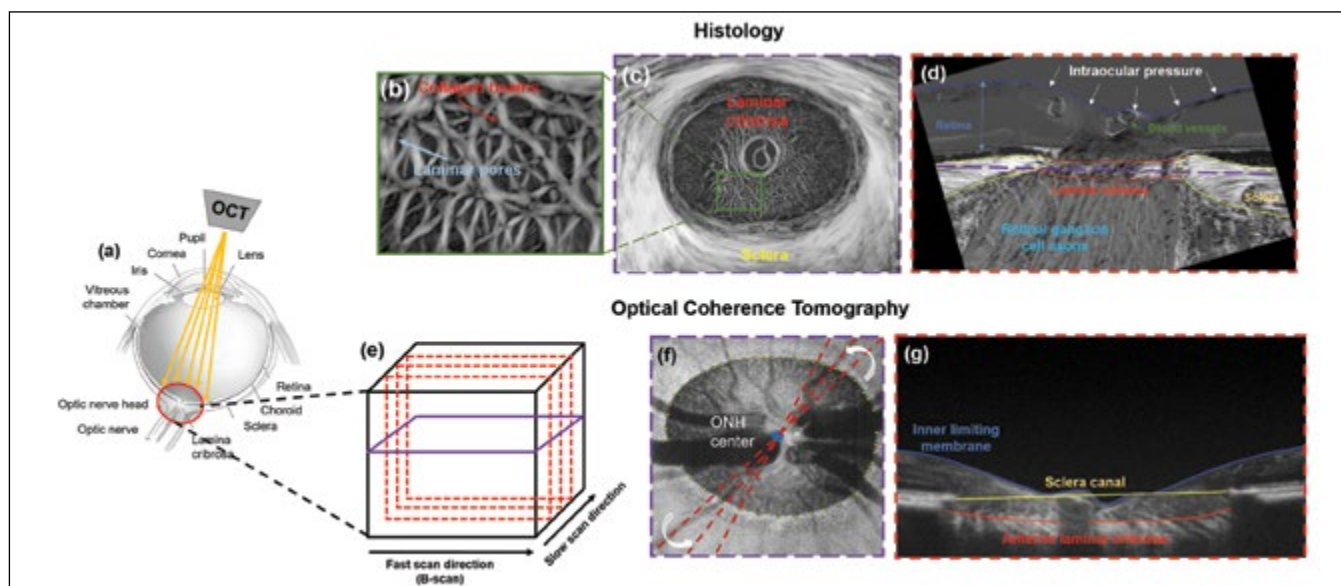 Histology
(b)
Collagen beams
Laminar pores
(c)
Laminar
cribrosa
Sclera
(d)
Intraocular pressure
Retina
Blood vessels
Lamina cribrosa
Sclera
Retinal ganglion
cell axons
OCT
(a)
Pupil
Cornea
Lens
Iris
Vitreous
chamber
Retina
Optic nerve head
Choroid
Sclera
Optic nerve
Lamina
cribrosa
Optical Coherence Tomography
(e)
Slow scan direction
Fast scan direction
(B-scan)
(f)
ONH
center
(g)
Inner limiting
membrane
Sclera canal
Anterior laminar